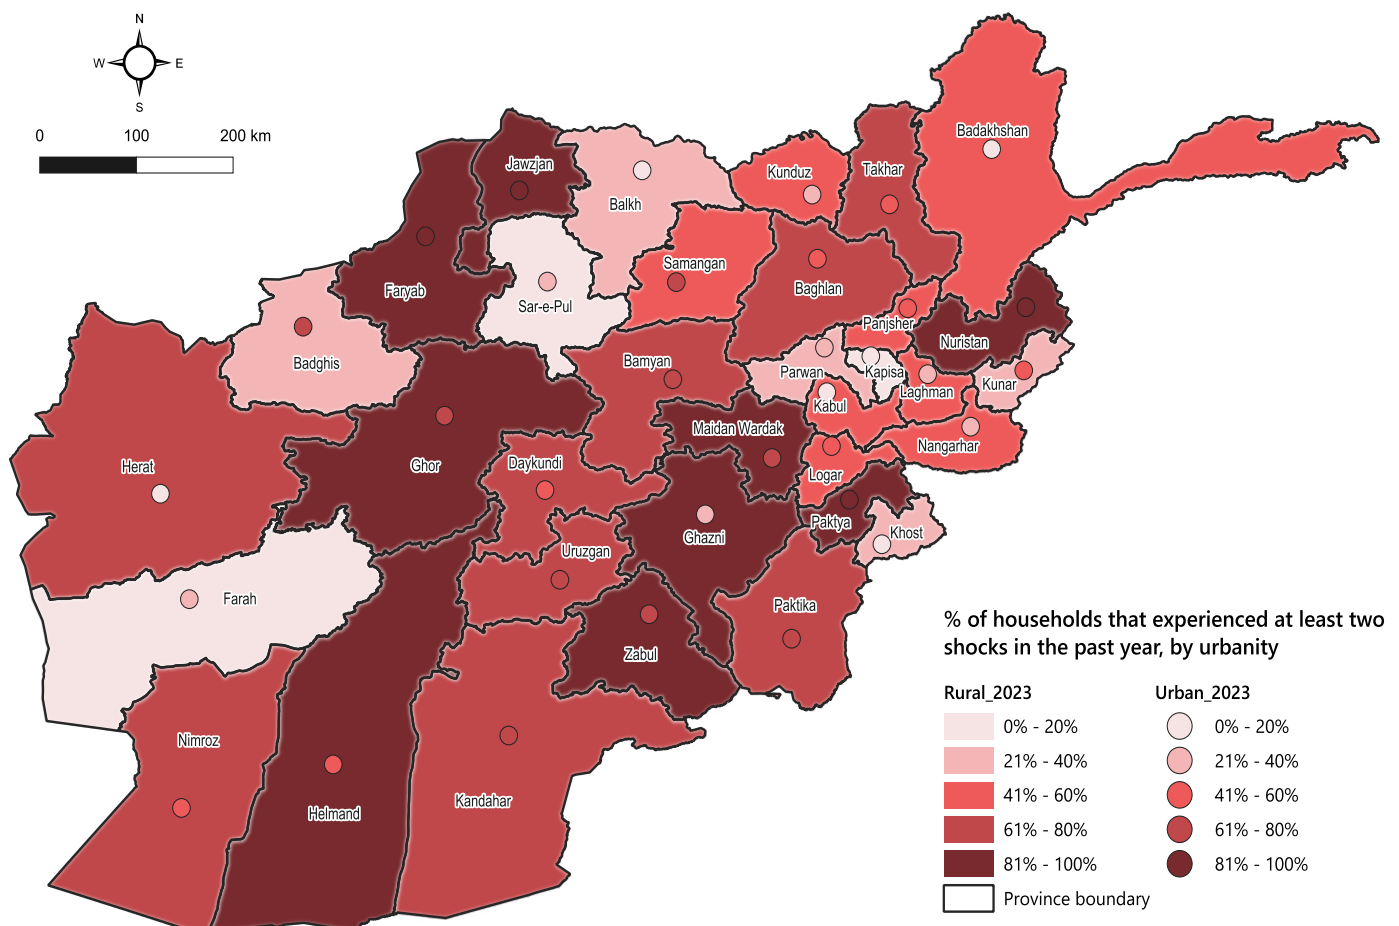 N
W E
S
0 100 200 km
Badakhshan
Jawzjan
Kunduz
Takhar
Balkh
Samangan
Faryab
Sar-e-Pul
Baghlan
Panjsher
Nuristan
Badghis
Bamyan
Parwan
Kapisa
Kunar
Laghman
Kabul
Maidan Wardak
Nangarhar
Herat
Ghor
Daykundi
Logar
Paktya
Khost
Ghazni
Uruzgan
Farah
Paktika
Zabul
Nimroz
Helmand
Kandahar
% of households that experienced at least two
shocks in the past year, by urbanity
Rural_2023 Urban_2023
0% - 20% 0% - 20%
21% - 40% 21% - 40%
41% - 60% 41% - 60%
61% - 80% 61% - 80%
81% - 100% 81% - 100%
Province boundary